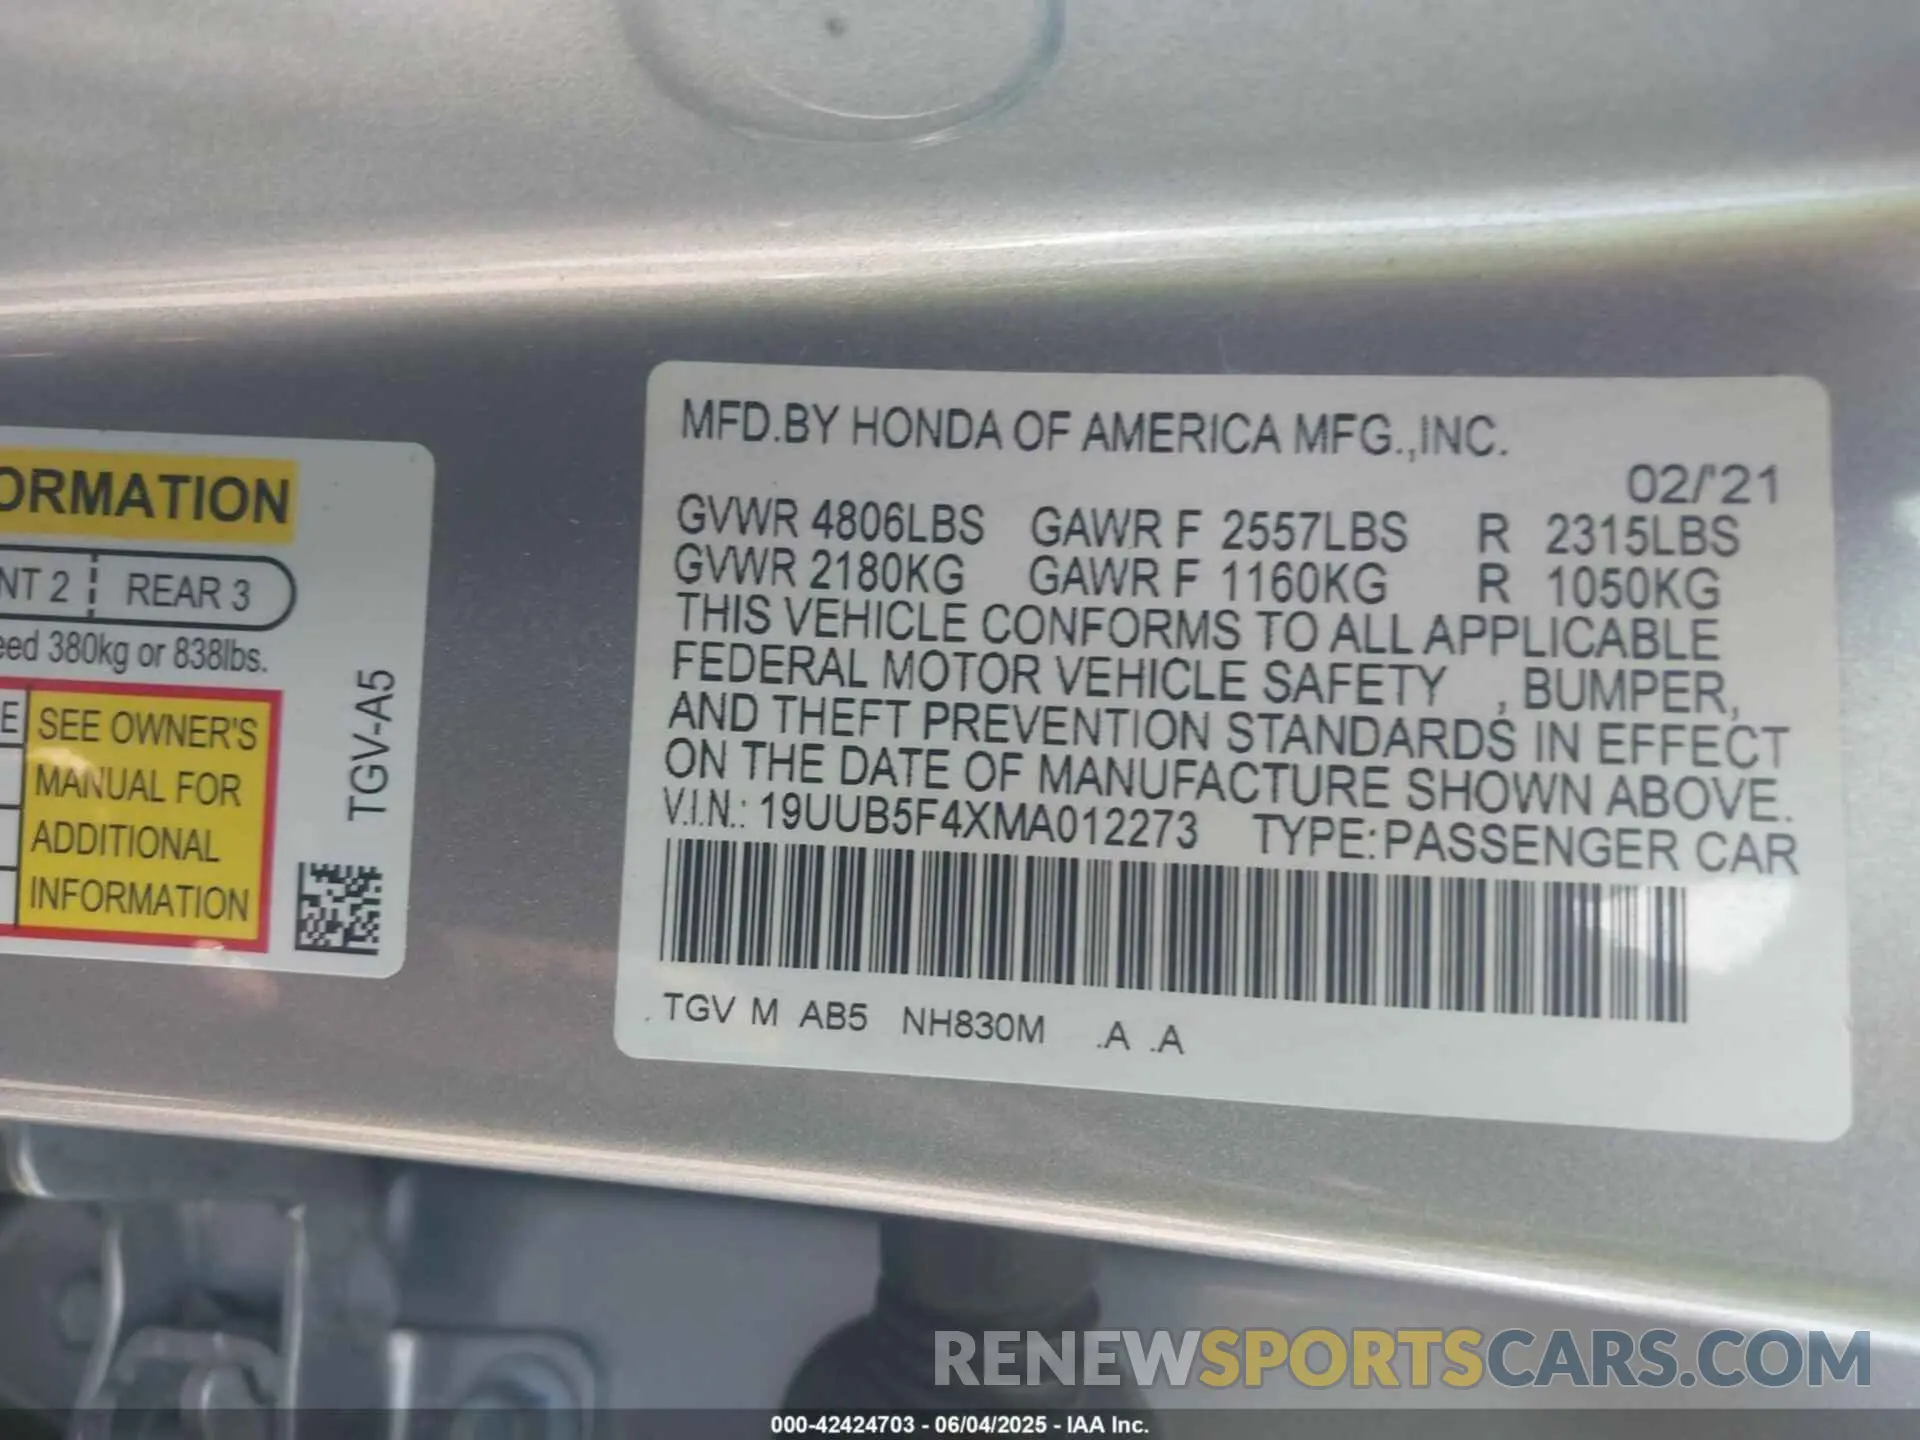 ORMATION
NT 2 REAR 3
eed 380kg or 838lbs.
E SEE OWNER'S
MANUAL FOR
ADDITIONAL
INFORMATION
TGV-A5
MFD.BY HONDA OF AMERICA MFG.,INC.
02/'21
GVWR 4806LBS GAWR F 2557LBS R 2315LBS
GVWR 2180KG GAWR F 1160KG R 1050KG
THIS VEHICLE CONFORMS TO ALL APPLICABLE
FEDERAL MOTOR VEHICLE SAFETY , BUMPER,
AND THEFT PREVENTION STANDARDS IN EFFECT
ON THE DATE OF MANUFACTURE SHOWN ABOVE.
V.I.N.: 19UUB5F4XMA012273 TYPE:PASSENGER CAR
TGV M AB5 NH830M .A .A
RENEWSPORTSCARS.COM
000-42424703 - 06/04/2025 - IAA Inc.